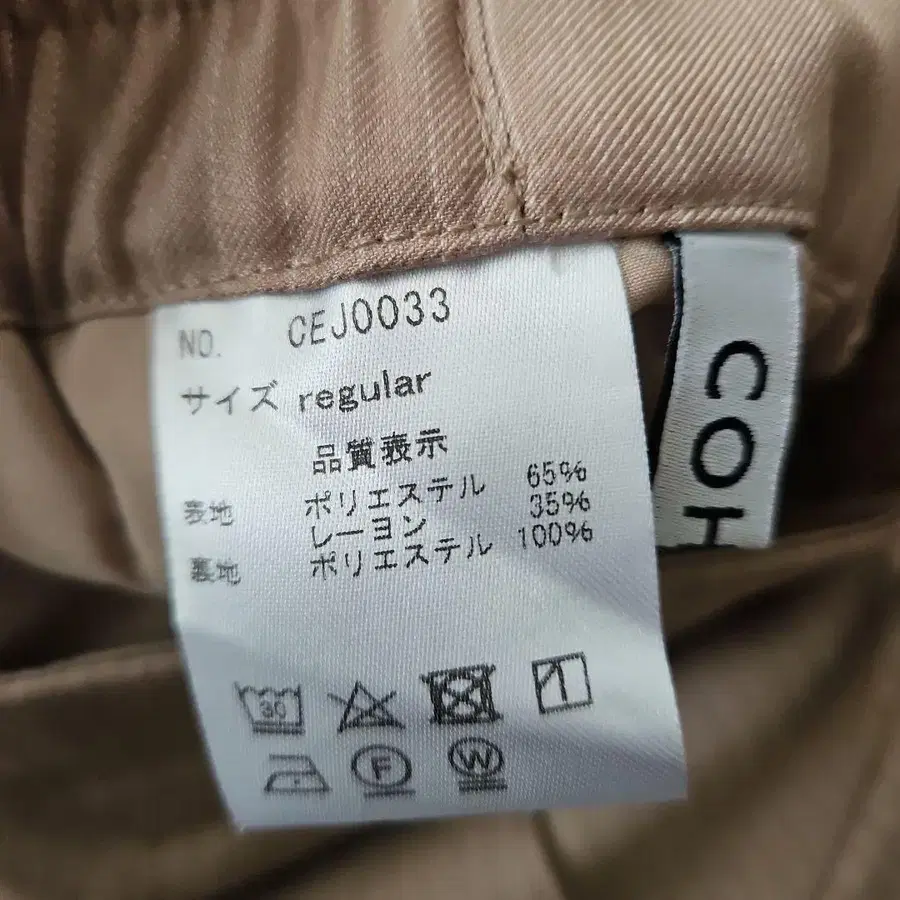 NO. CEJ0033
サイズ regular
品質表示
表地 ポリエステル 65%
レーヨン 35%
裏地 ポリエステル 100%
30
F
W
COH